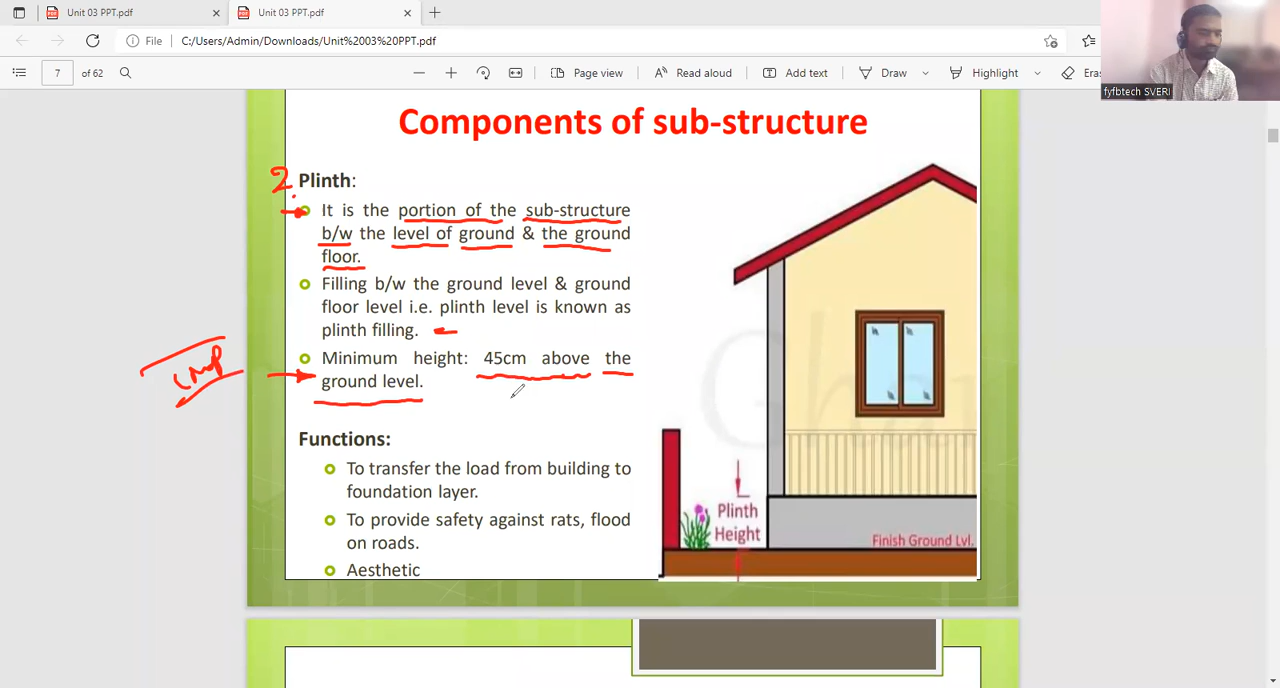 Unit 03 PPT.pdf
Unit 03 PPT.pdf
File
C:/Users/Admin/Downloads/Unit%2003%20PPT.pdf
7
of 62
Page view
Read aloud
Add text
Draw
Highlight
Eras
fyfbtech SVERI
Components of sub-structure
2.
Plinth:
It is the portion of the sub-structure
b/w the level of ground & the ground
floor.
Filling b/w the ground level & ground
floor level i.e. plinth level is known as
plinth filling.
Minimum height: 45cm above the
ground level.
Imp
Functions:
To transfer the load from building to
foundation layer.
To provide safety against rats, flood
on roads.
Aesthetic
Plinth
Height
Finish Ground Lvl.